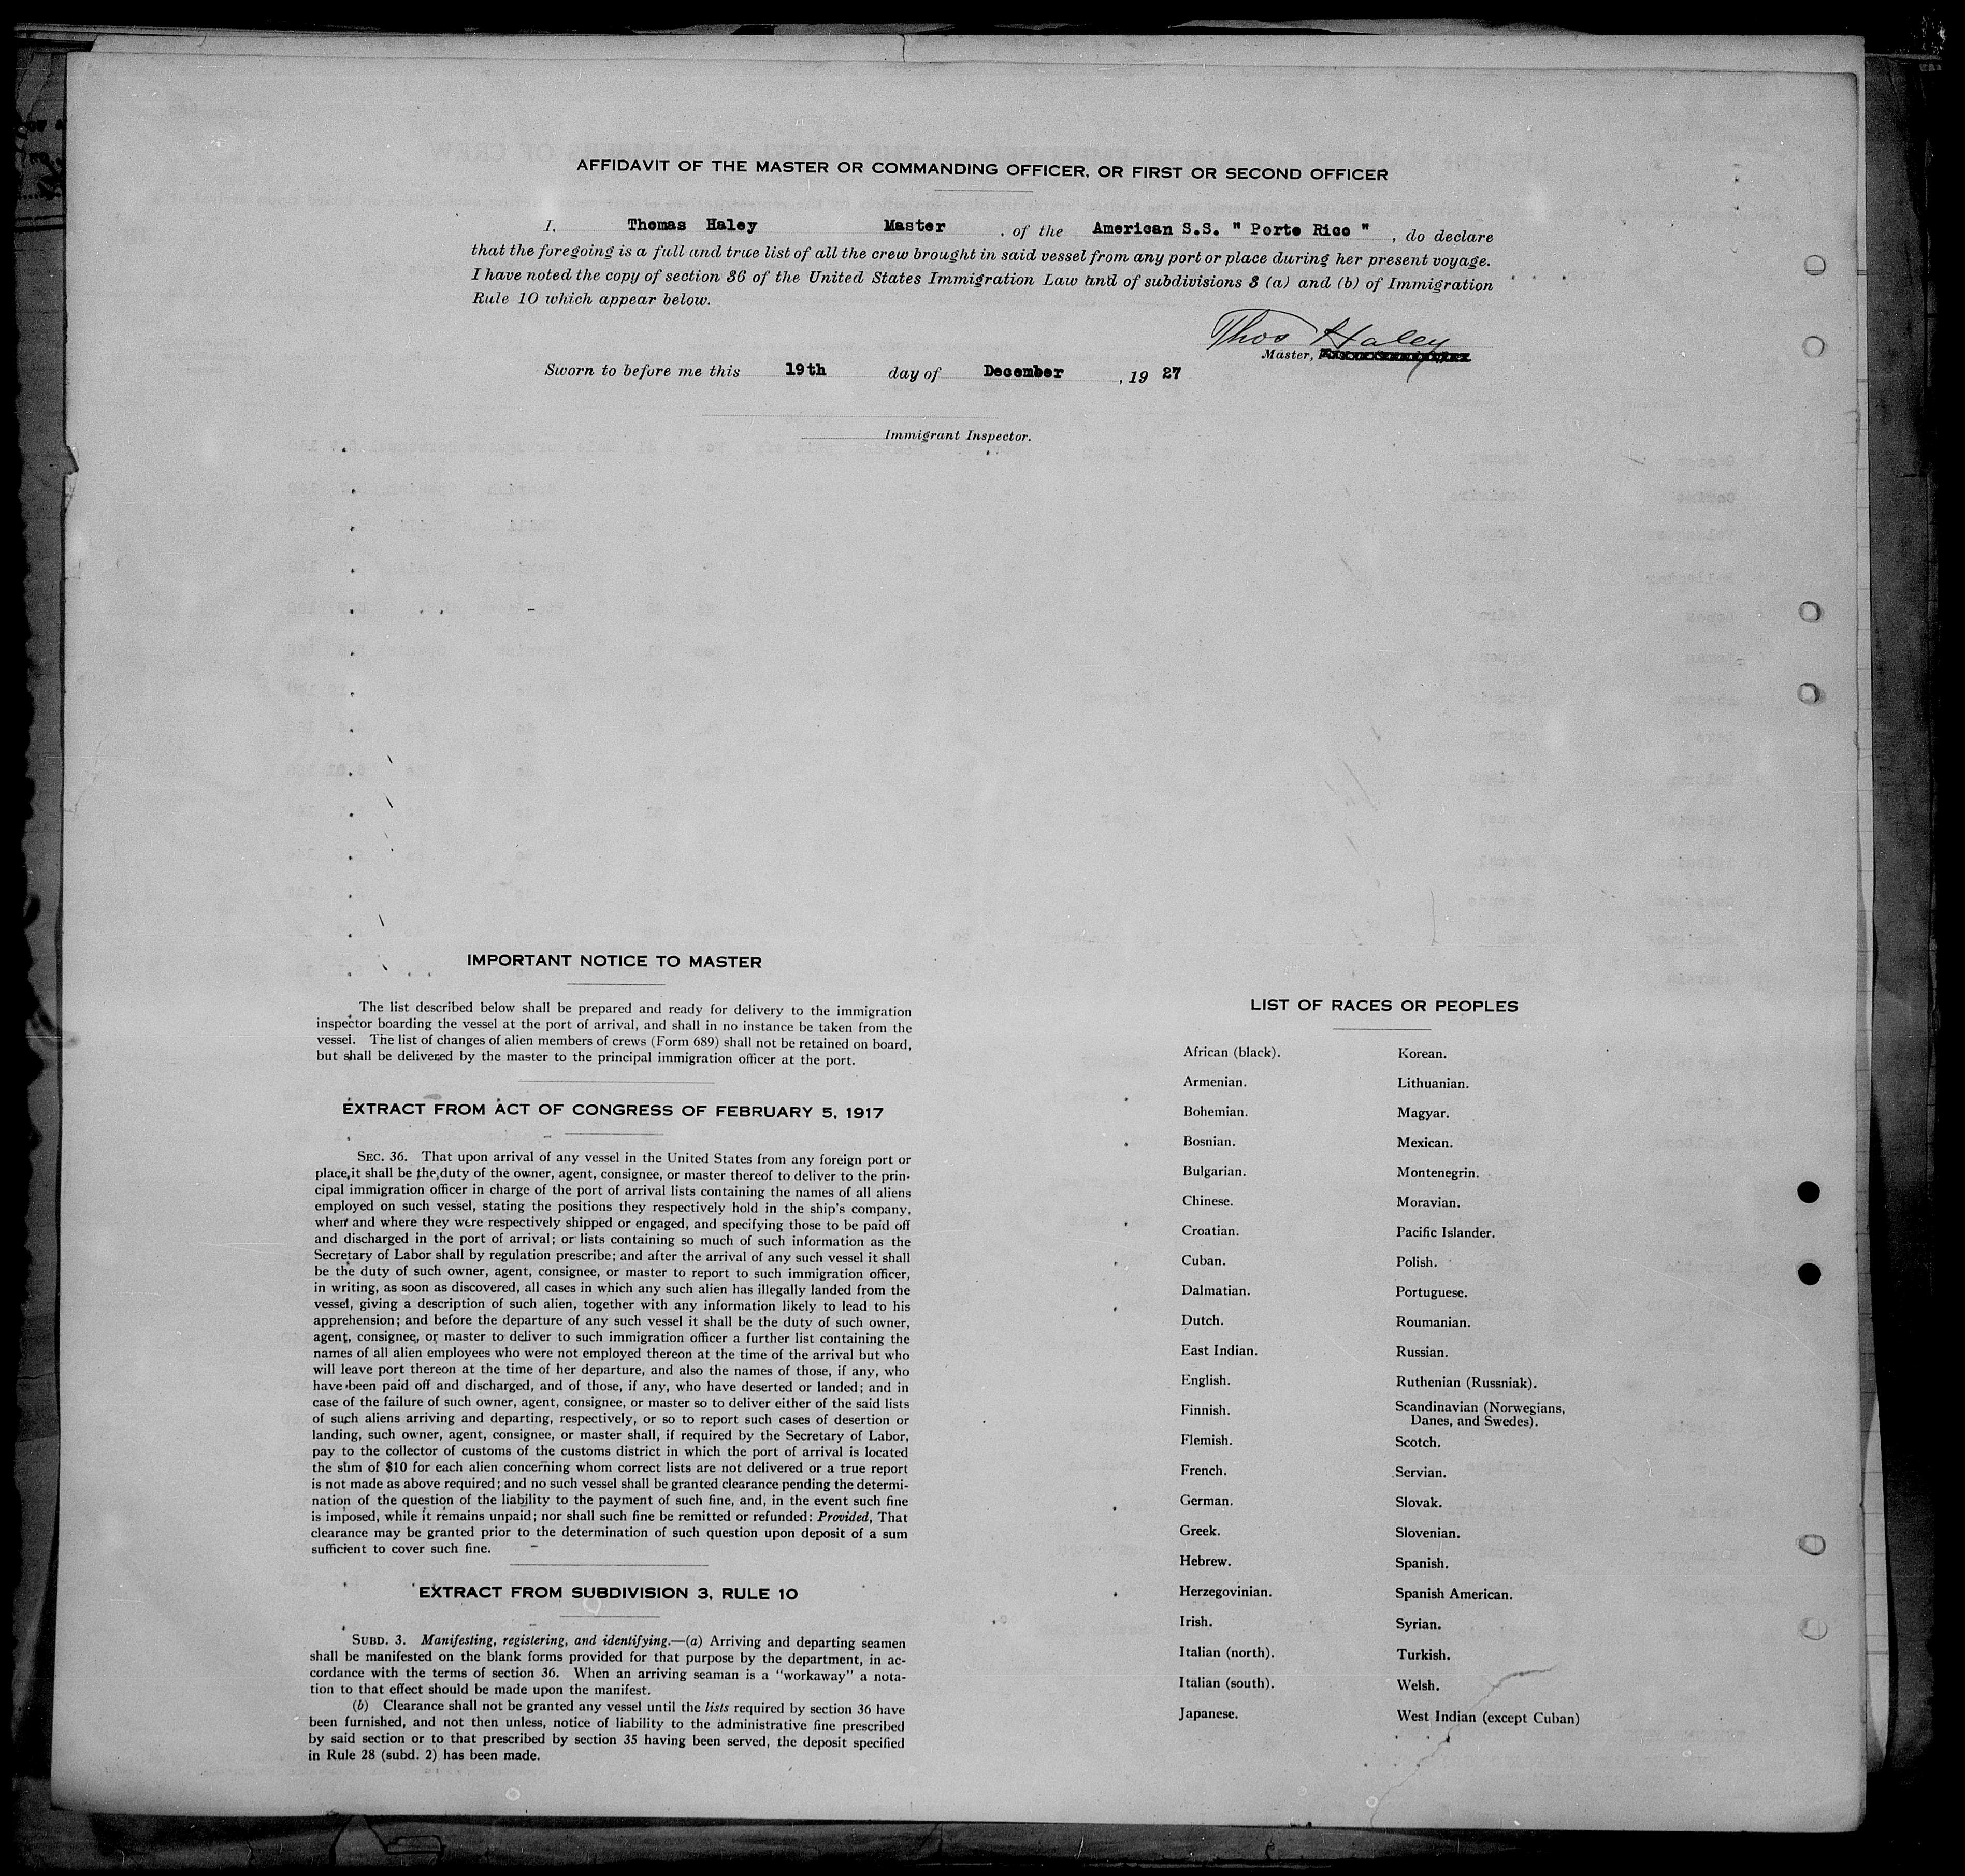 AFFIDAVIT OF THE MASTER OR COMMANDING OFFICER, OR FIRST OR SECOND OFFICER
I, Thomas Haley Master , of the American S.S. " Porto Rico " , do declare
that the foregoing is a full and true list of all the crew brought in said vessel from any port or place during her present voyage.
I have noted the copy of section 36 of the United States Immigration Law and of subdivisions 3 (a) and (b) of Immigration
Rule 10 which appear below.
Thos Haley
Master,
Sworn to before me this 19th day of December , 19 27
Immigrant Inspector.
IMPORTANT NOTICE TO MASTER
The list described below shall be prepared and ready for delivery to the immigration
inspector boarding the vessel at the port of arrival, and shall in no instance be taken from the
vessel. The list of changes of alien members of crews (Form 689) shall not be retained on board,
but shall be delivered by the master to the principal immigration officer at the port.
EXTRACT FROM ACT OF CONGRESS OF FEBRUARY 5, 1917
SEC. 36. That upon arrival of any vessel in the United States from any foreign port or
place, it shall be the duty of the owner, agent, consignee, or master thereof to deliver to the prin-
cipal immigration officer in charge of the port of arrival lists containing the names of all aliens
employed on such vessel, stating the positions they respectively hold in the ship's company,
when and where they were respectively shipped or engaged, and specifying those to be paid off
and discharged in the port of arrival; or lists containing so much of such information as the
Secretary of Labor shall by regulation prescribe; and after the arrival of any such vessel it shall
be the duty of such owner, agent, consignee, or master to report to such immigration officer,
in writing, as soon as discovered, all cases in which any such alien has illegally landed from the
vessel, giving a description of such alien, together with any information likely to lead to his
apprehension; and before the departure of any such vessel it shall be the duty of such owner,
agent, consignee, or master to deliver to such immigration officer a further list containing the
names of all alien employees who were not employed thereon at the time of the arrival but who
will leave port thereon at the time of her departure, and also the names of those, if any, who
have been paid off and discharged, and of those, if any, who have deserted or landed; and in
case of the failure of such owner, agent, consignee, or master so to deliver either of the said lists
of such aliens arriving and departing, respectively, or so to report such cases of desertion or
landing, such owner, agent, consignee, or master shall, if required by the Secretary of Labor,
pay to the collector of customs of the customs district in which the port of arrival is located
the sum of $10 for each alien concerning whom correct lists are not delivered or a true report
is not made as above required; and no such vessel shall be granted clearance pending the determi-
nation of the question of the liability to the payment of such fine, and, in the event such fine
is imposed, while it remains unpaid; nor shall such fine be remitted or refunded: Provided, That
clearance may be granted prior to the determination of such question upon deposit of a sum
sufficient to cover such fine.
EXTRACT FROM SUBDIVISION 3, RULE 10
SUBD. 3. Manifesting, registering, and identifying.—(a) Arriving and departing seamen
shall be manifested on the blank forms provided for that purpose by the department, in ac-
cordance with the terms of section 36. When an arriving seaman is a "workaway" a nota-
tion to that effect should be made upon the manifest.
(b) Clearance shall not be granted any vessel until the lists required by section 36 have
been furnished, and not then unless, notice of liability to the administrative fine prescribed
by said section or to that prescribed by section 35 having been served, the deposit specified
in Rule 28 (subd. 2) has been made.
LIST OF RACES OR PEOPLES
African (black).
Armenian.
Bohemian.
Bosnian.
Bulgarian.
Chinese.
Croatian.
Cuban.
Dalmatian.
Dutch.
East Indian.
English.
Finnish.
Flemish.
French.
German.
Greek.
Hebrew.
Herzegovinian.
Irish.
Italian (north).
Italian (south).
Japanese.
Korean.
Lithuanian.
Magyar.
Mexican.
Montenegrin.
Moravian.
Pacific Islander.
Polish.
Portuguese.
Roumanian.
Russian.
Ruthenian (Russniak).
Scandinavian (Norwegians,
Danes, and Swedes).
Scotch.
Servian.
Slovak.
Slovenian.
Spanish.
Spanish American.
Syrian.
Turkish.
Welsh.
West Indian (except Cuban)